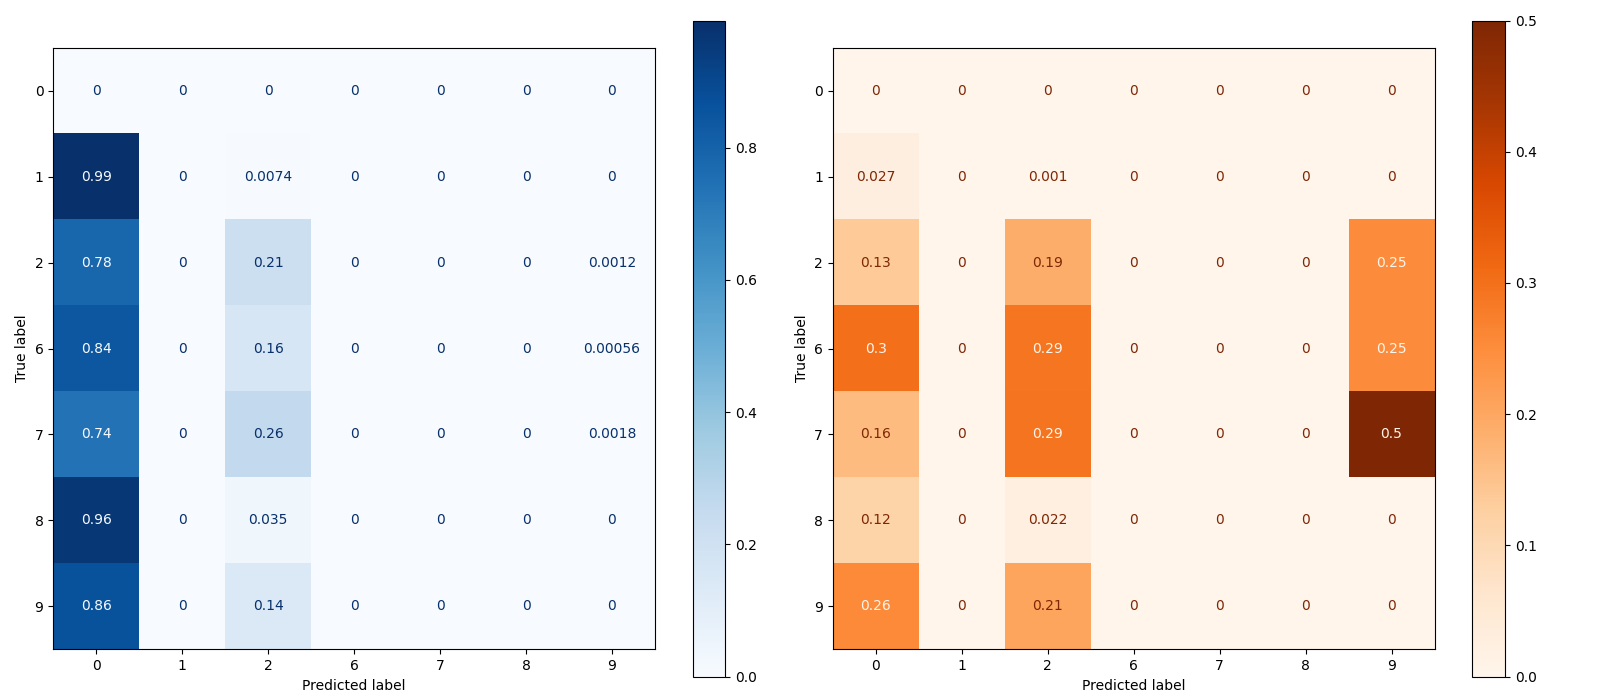 0 0 0 0 0 0 0 0
1 0.99 0 0.0074 0 0 0 0
2 0.78 0 0.21 0 0 0 0.0012
6 0.84 0 0.16 0 0 0 0.00056
7 0.74 0 0.26 0 0 0 0.0018
8 0.96 0 0.035 0 0 0 0
9 0.86 0 0.14 0 0 0 0
0 1 2 6 7 8 9
True label
Predicted label
0.8
0.6
0.4
0.2
0.0
0 0 0 0 0 0 0 0
1 0.027 0 0.001 0 0 0 0
2 0.13 0 0.19 0 0 0 0.25
6 0.3 0 0.29 0 0 0 0.25
7 0.16 0 0.29 0 0 0 0.5
8 0.12 0 0.022 0 0 0 0
9 0.26 0 0.21 0 0 0 0
0 1 2 6 7 8 9
True label
Predicted label
0.5
0.4
0.3
0.2
0.1
0.0